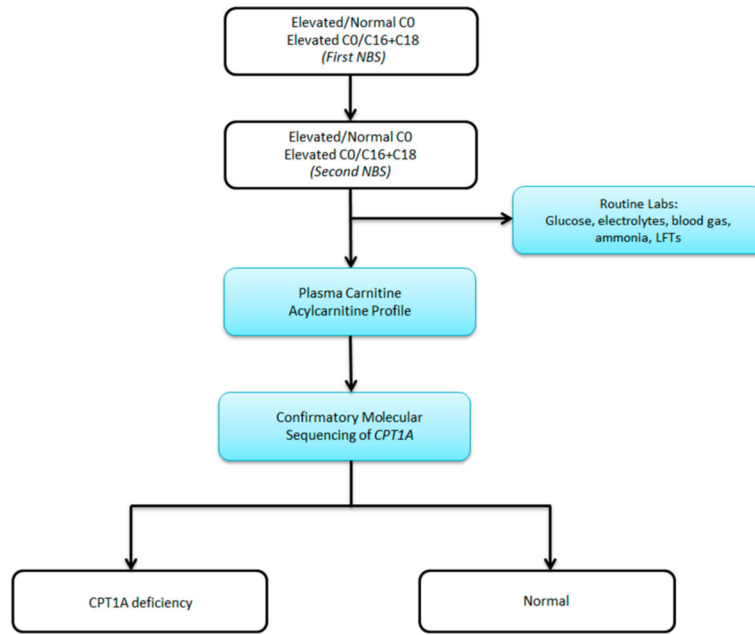 Elevated/Normal C0
Elevated C0/C16+C18
(First NBS)
Elevated/Normal C0
Elevated C0/C16+C18
(Second NBS)
Routine Labs:
Glucose, electrolytes, blood gas,
ammonia, LFTs
Plasma Carnitine
Acylcarnitine Profile
Confirmatory Molecular
Sequencing of CPT1A
CPT1A deficiency
Normal